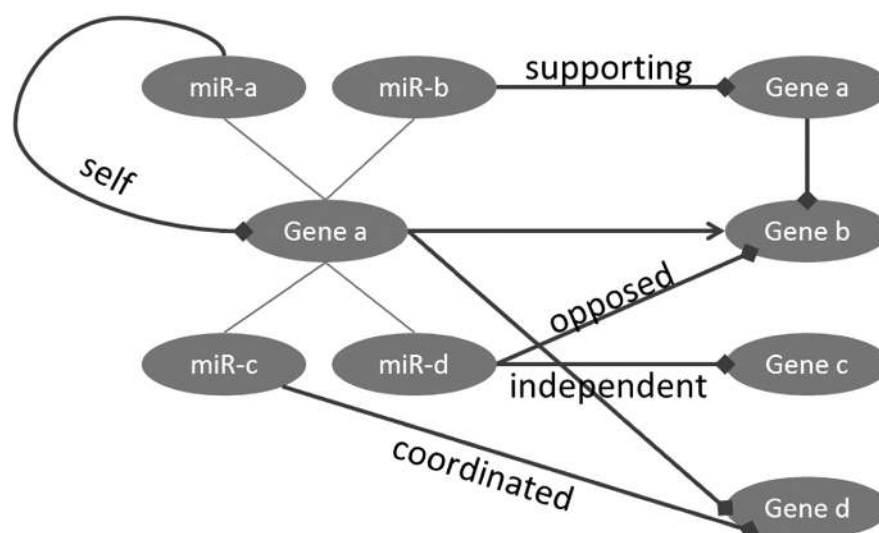 miR-a
miR-b
supporting
Gene a
self
Gene a
Gene b
opposed
miR-c
miR-d
independent
Gene c
coordinated
Gene d